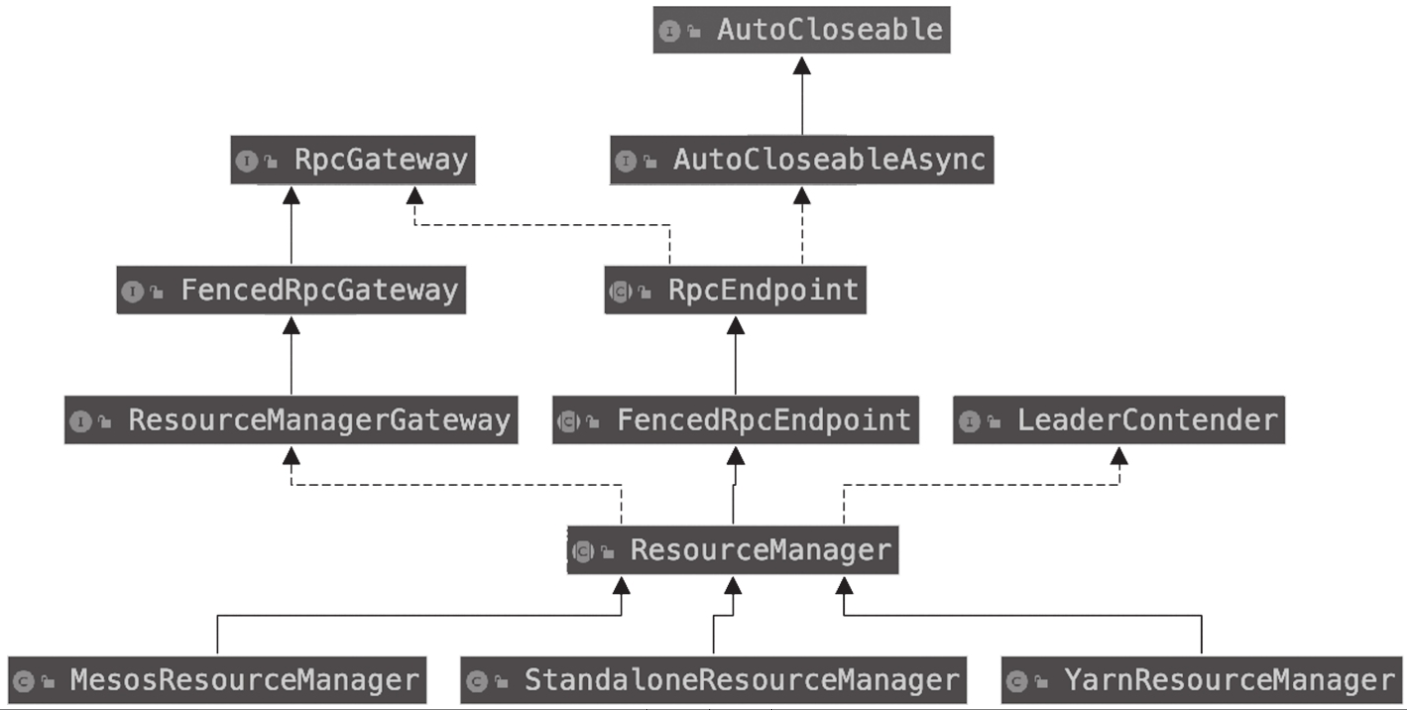 AutoCloseable
RpcGateway
AutoCloseableAsync
FencedRpcGateway
RpcEndpoint
ResourceManagerGateway
FencedRpcEndpoint
LeaderContender
ResourceManager
MesosResourceManager
StandaloneResourceManager
YarnResourceManager